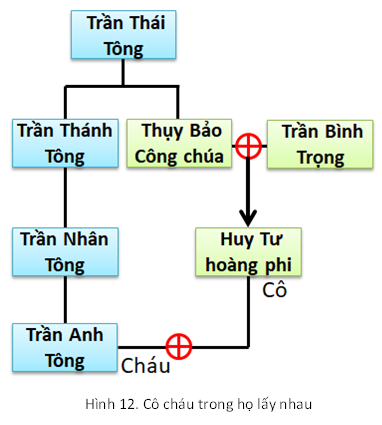 Trần Thái
Tông
Trần Thánh
Tông
Thụy Bảo
Công chúa
Trần Bình
Trọng
Trần Nhân
Tông
Huy Tư
hoàng phi
Cô
Trần Anh
Tông
Cháu
Hình 12. Cô cháu trong họ lấy nhau